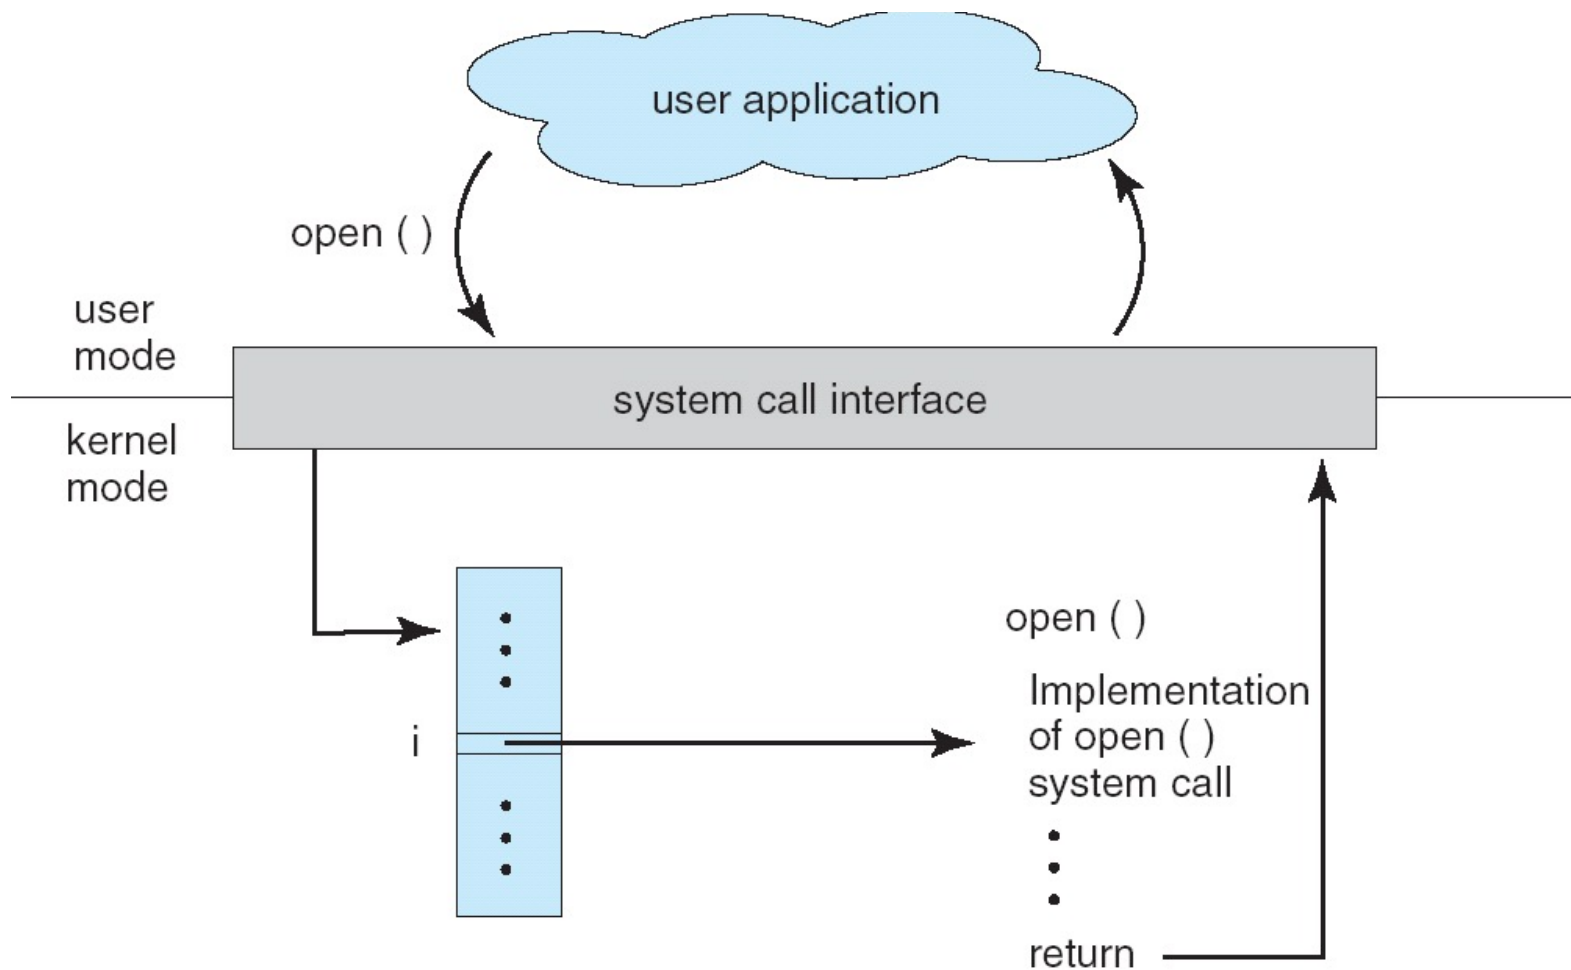 user application
open ( )
user
mode
system call interface
kernel
mode
open ( )
Implementation
of open ( )
system call
i
return